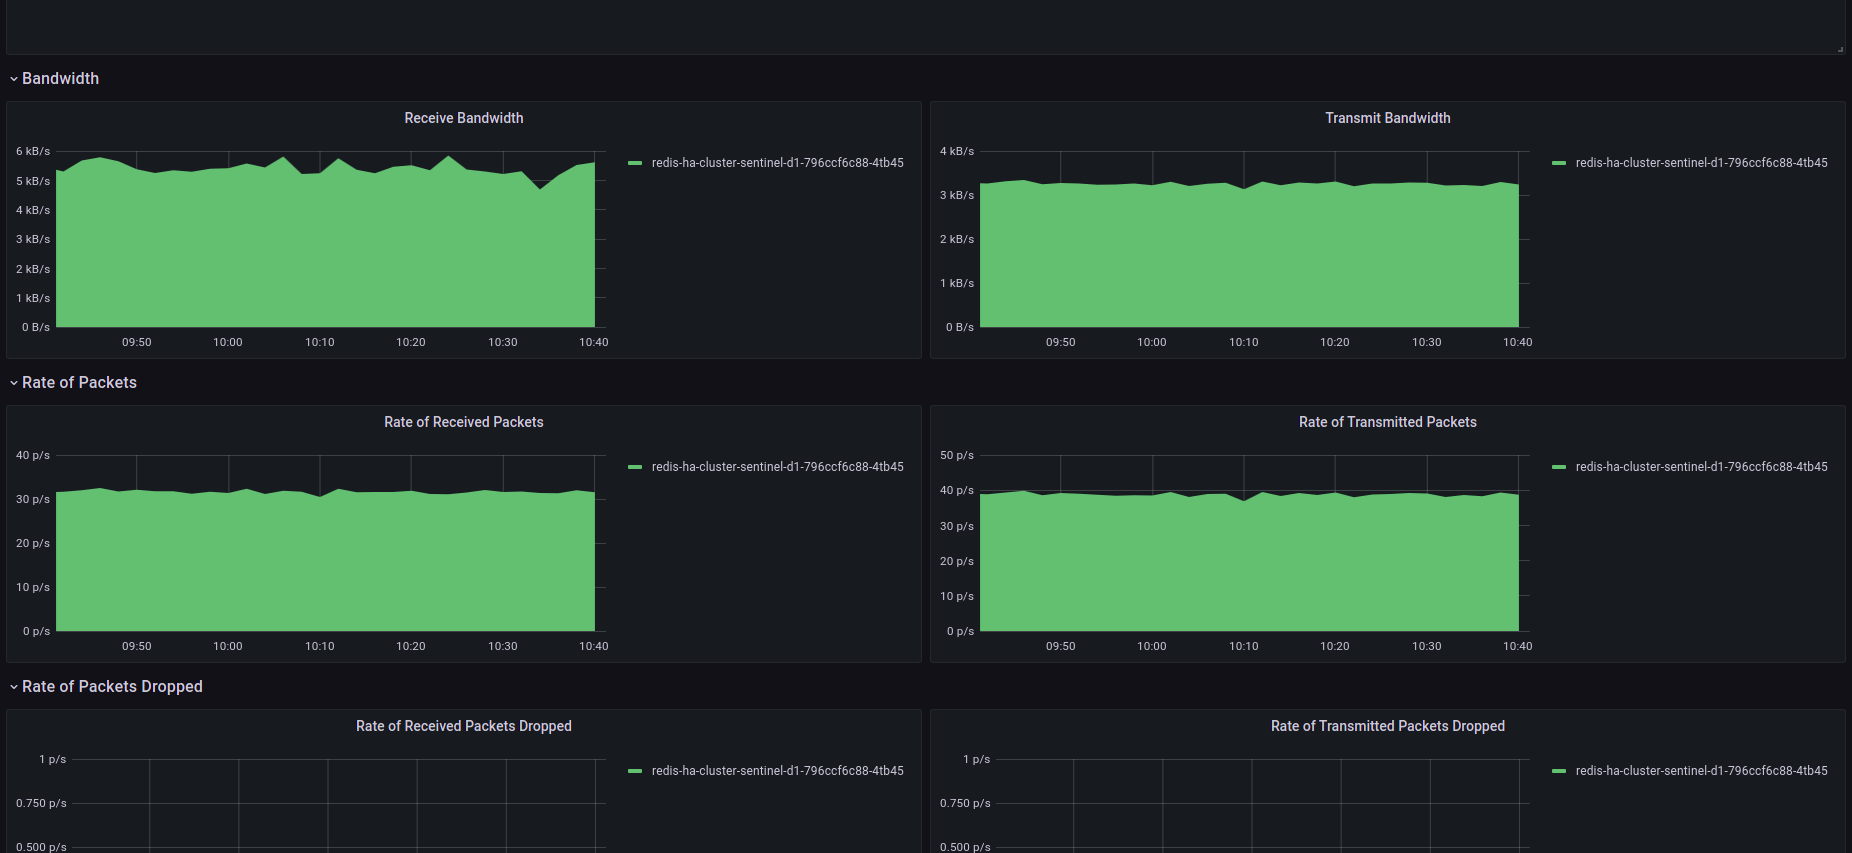 Bandwidth
Receive Bandwidth
6 kB/s
5 kB/s
4 kB/s
3 kB/s
2 kB/s
1 kB/s
0 B/s
09:50 10:00 10:10 10:20 10:30 10:40
redis-ha-cluster-sentinel-d1-796ccf6c88-4tb45
Transmit Bandwidth
4 kB/s
3 kB/s
2 kB/s
1 kB/s
0 B/s
09:50 10:00 10:10 10:20 10:30 10:40
redis-ha-cluster-sentinel-d1-796ccf6c88-4tb45
Rate of Packets
Rate of Received Packets
40 p/s
30 p/s
20 p/s
10 p/s
0 p/s
09:50 10:00 10:10 10:20 10:30 10:40
redis-ha-cluster-sentinel-d1-796ccf6c88-4tb45
Rate of Transmitted Packets
50 p/s
40 p/s
30 p/s
20 p/s
10 p/s
0 p/s
09:50 10:00 10:10 10:20 10:30 10:40
redis-ha-cluster-sentinel-d1-796ccf6c88-4tb45
Rate of Packets Dropped
Rate of Received Packets Dropped
1 p/s
0.750 p/s
0.500 p/s
redis-ha-cluster-sentinel-d1-796ccf6c88-4tb45
Rate of Transmitted Packets Dropped
1 p/s
0.750 p/s
0.500 p/s
redis-ha-cluster-sentinel-d1-796ccf6c88-4tb45